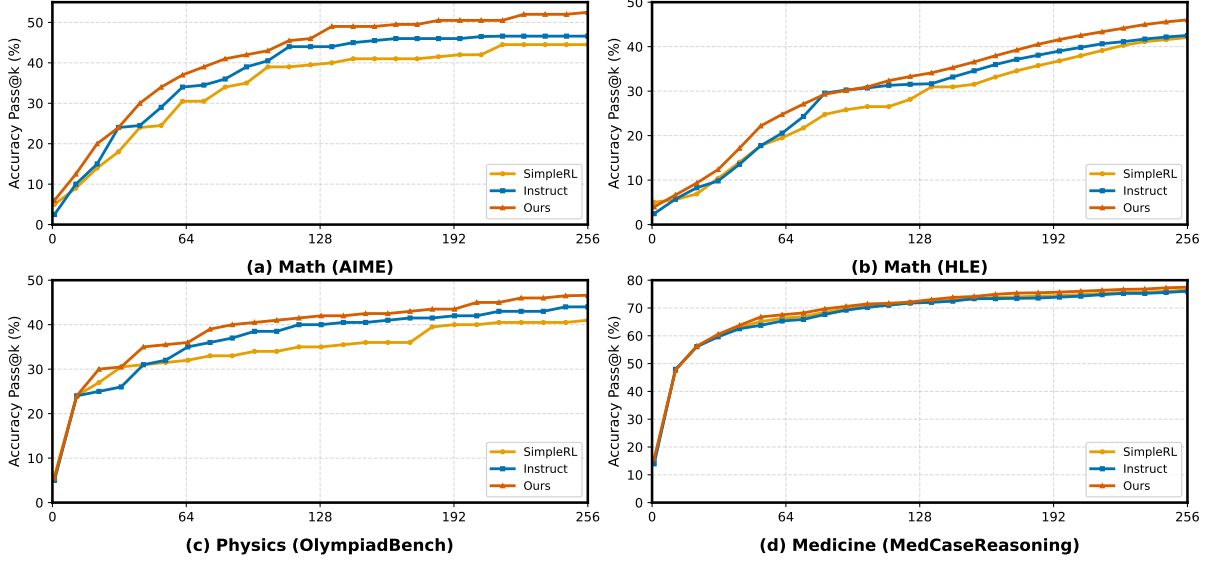 Accuracy Pass@k (%)
50
40
30
20
10
0
0 64 128 192 256
SimpleRL
Instruct
Ours
(a) Math (AIME)
Accuracy Pass@k (%)
50
40
30
20
10
0
0 64 128 192 256
SimpleRL
Instruct
Ours
(b) Math (HLE)
Accuracy Pass@k (%)
50
40
30
20
10
0
0 64 128 192 256
SimpleRL
Instruct
Ours
(c) Physics (OlympiadBench)
Accuracy Pass@k (%)
80
70
60
50
40
30
20
10
0
0 64 128 192 256
SimpleRL
Instruct
Ours
(d) Medicine (MedCaseReasoning)